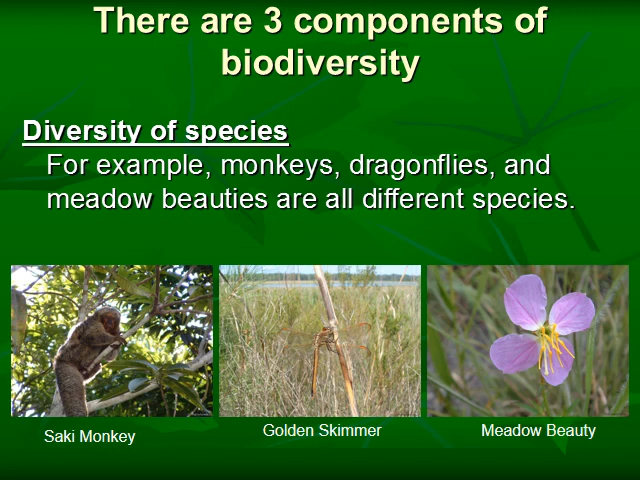 There are 3 components of
biodiversity
Diversity of species
For example, monkeys, dragonflies, and
meadow beauties are all different species.
Saki Monkey
Golden Skimmer
Meadow Beauty